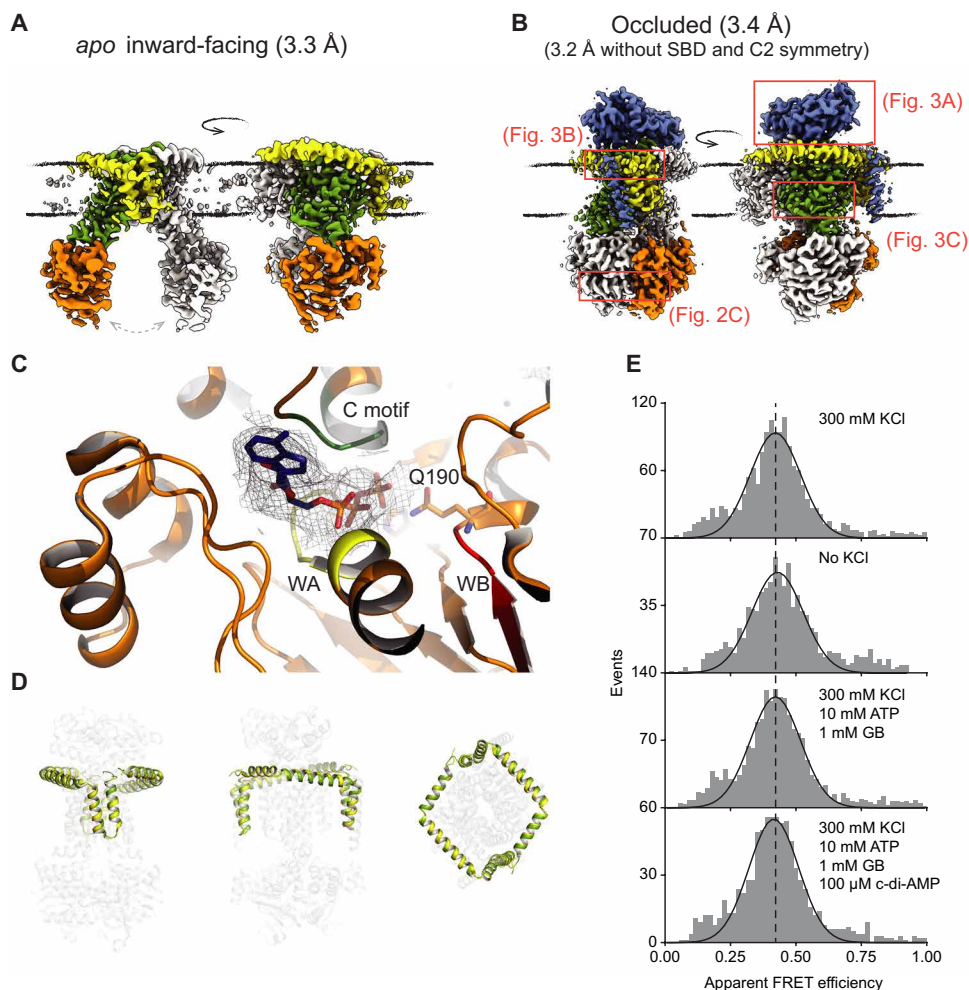 A
apo inward-facing (3.3 Å)
B
Occluded (3.4 Å)
(3.2 Å without SBD and C2 symmetry)
(Fig. 3A)
(Fig. 3B)
(Fig. 3C)
(Fig. 2C)
C
C motif
Q190
WA
WB
D
E
120
300 mM KCl
60
70
No KCl
35
Events
140
300 mM KCl
10 mM ATP
1 mM GB
70
60
300 mM KCl
10 mM ATP
1 mM GB
100 µM c-di-AMP
30
0
0.00 0.25 0.50 0.75 1.00
Apparent FRET efficiency